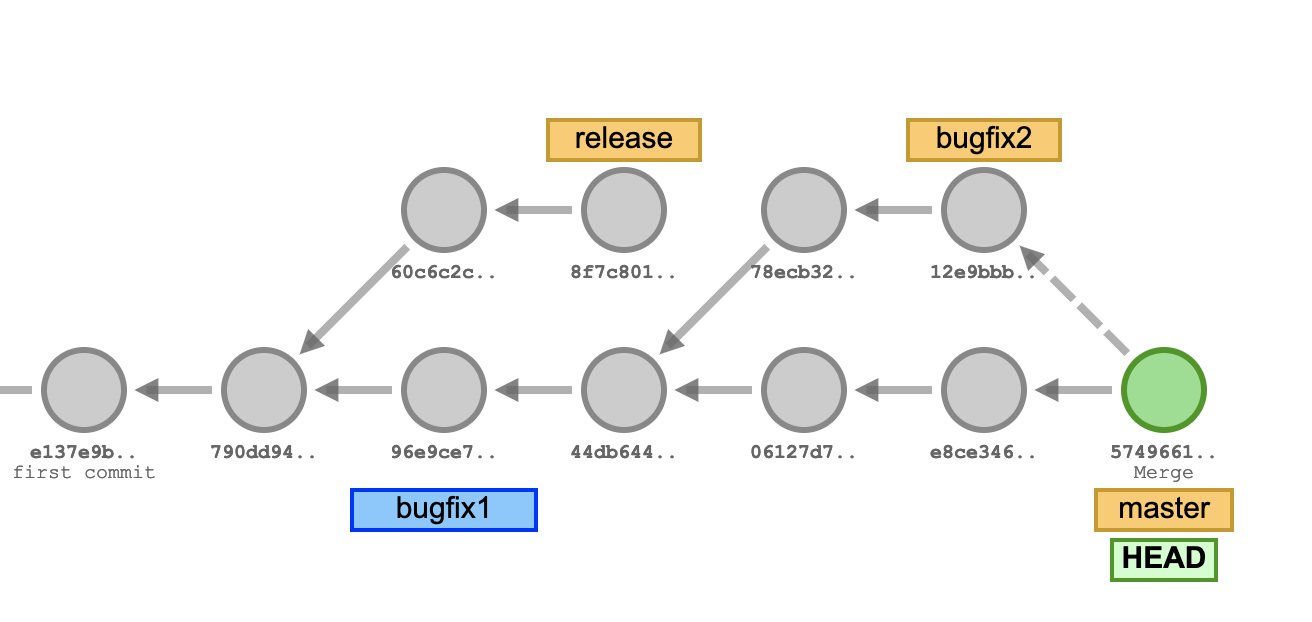 release
bugfix2
60c6c2c..
8f7c801..
78ecb32..
12e9bbb..
e137e9b..
first commit
790dd94..
96e9ce7..
44db644..
06127d7..
e8ce346..
5749661..
Merge
bugfix1
master
HEAD